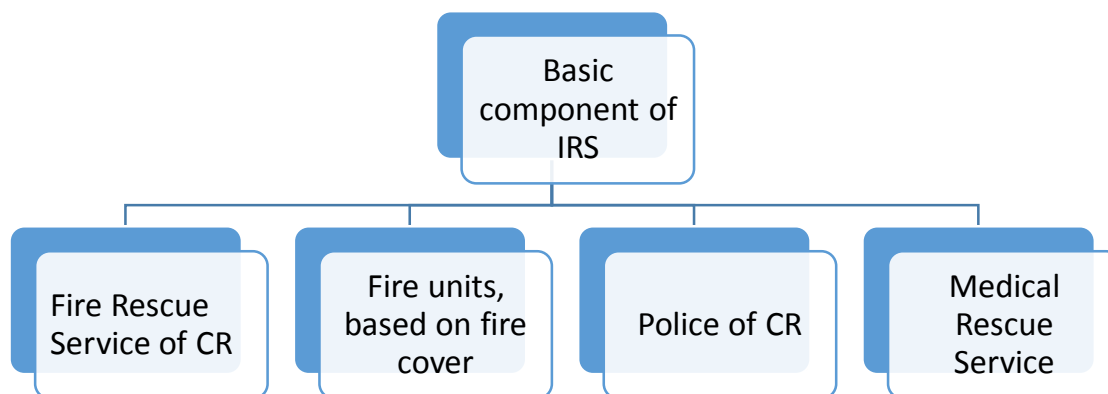 Basic
component of
IRS
Fire Rescue
Service of CR
Fire units,
based on fire
cover
Police of CR
Medical
Rescue
Service